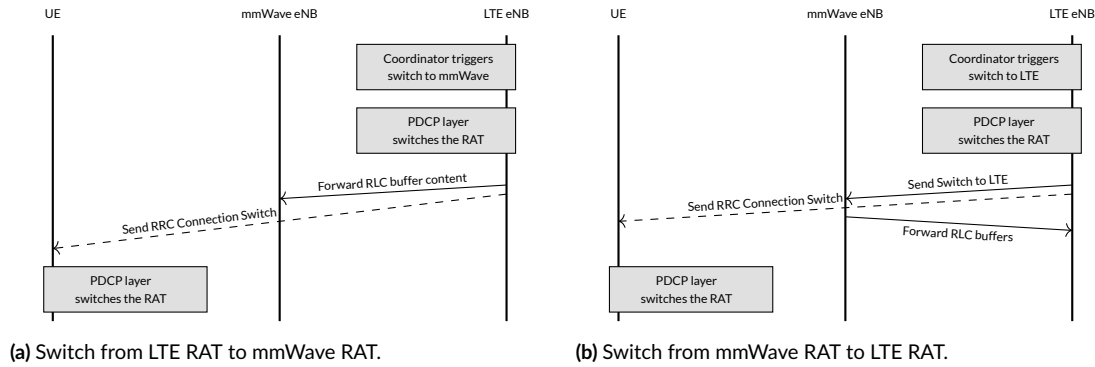 UE
mmWave eNB
LTE eNB
Coordinator triggers
switch to mmWave
PDCP layer
switches the RAT
Forward RLC buffer content
Send RRC Connection Switch
PDCP layer
switches the RAT
(a) Switch from LTE RAT to mmWave RAT.
UE
mmWave eNB
LTE eNB
Coordinator triggers
switch to LTE
PDCP layer
switches the RAT
Send Switch to LTE
Send RRC Connection Switch
Forward RLC buffers
PDCP layer
switches the RAT
(b) Switch from mmWave RAT to LTE RAT.